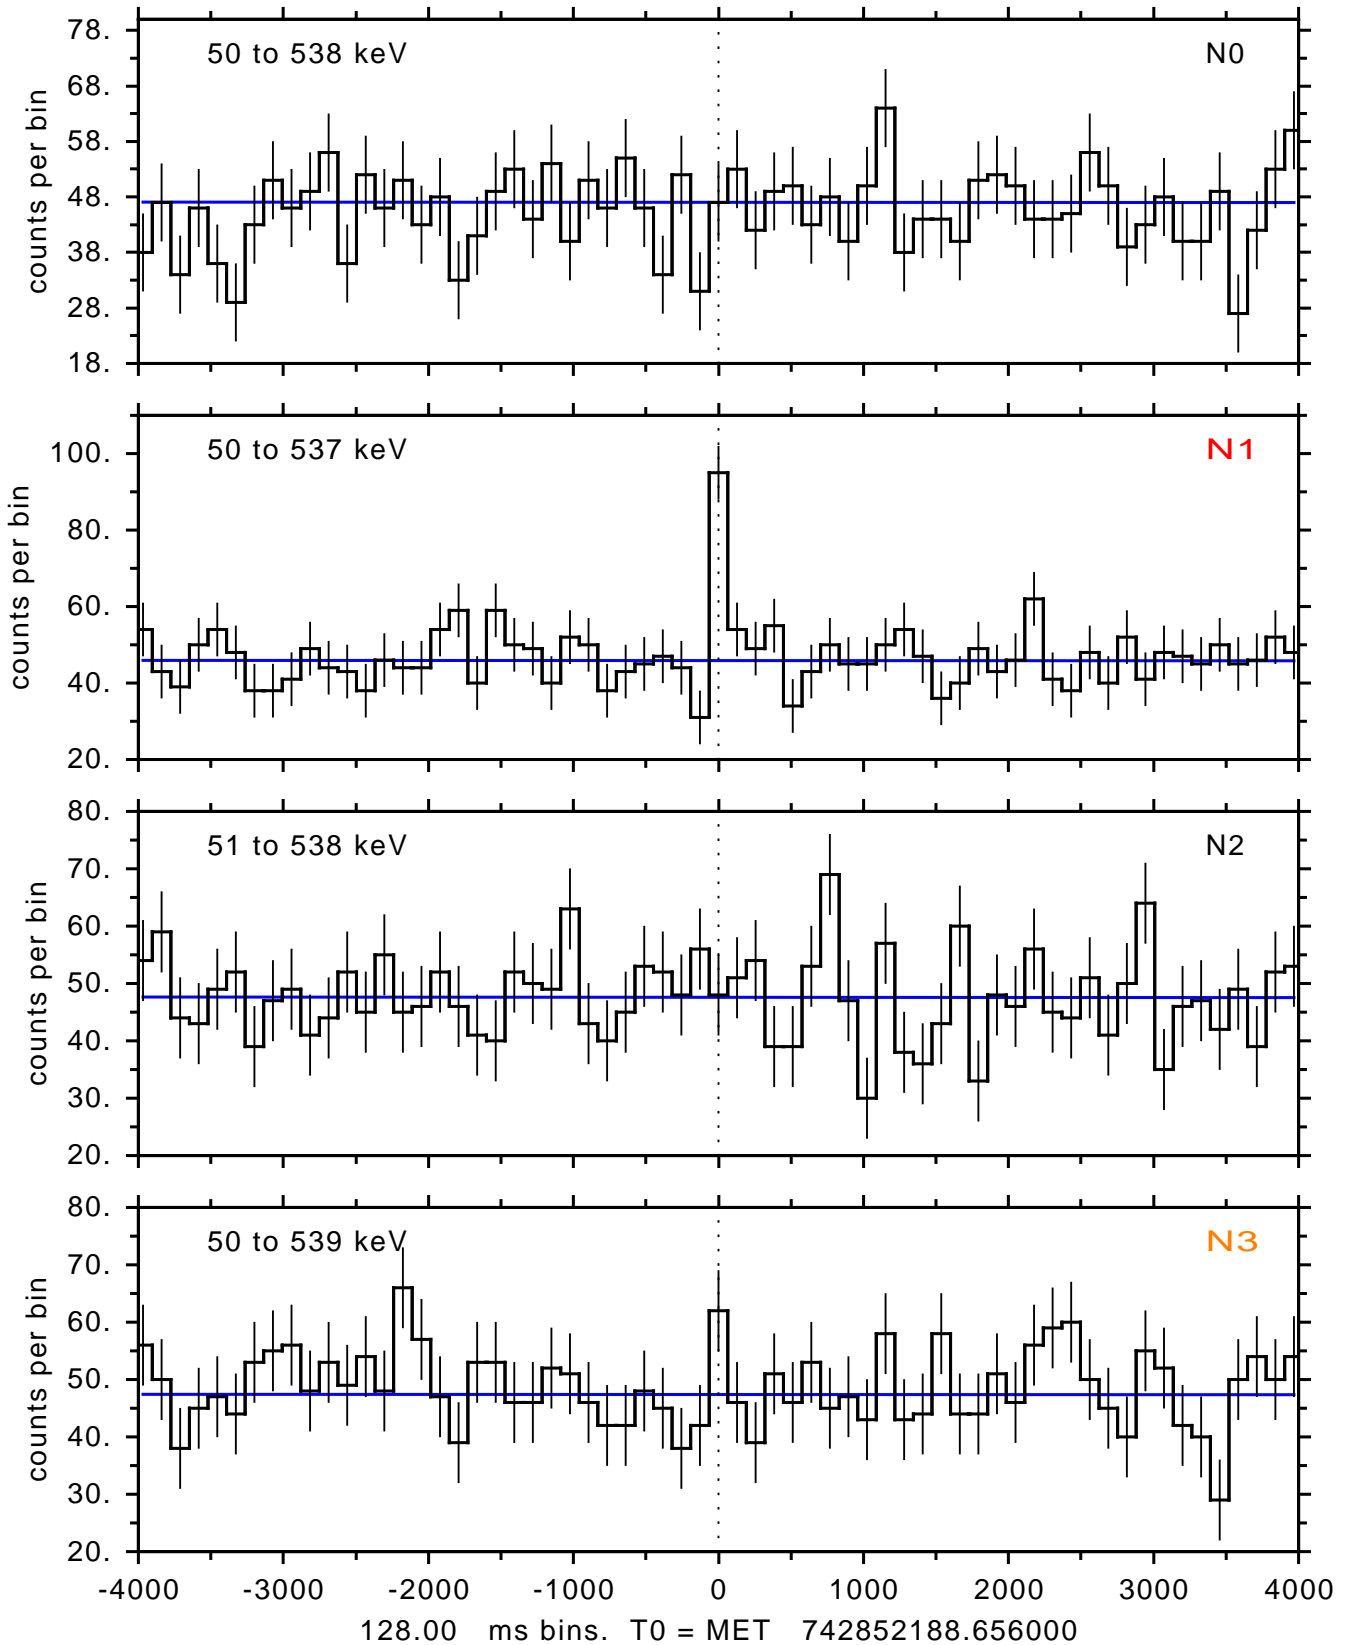 50 to 538 keV N0
78.
68.
58.
48.
38.
28.
18.
counts per bin
50 to 537 keV N1
100.
80.
60.
40.
20.
counts per bin
51 to 538 keV N2
80.
70.
60.
50.
40.
30.
20.
counts per bin
50 to 539 keV N3
80.
70.
60.
50.
40.
30.
20.
counts per bin
-4000 -3000 -2000 -1000 0 1000 2000 3000 4000
128.00 ms bins. T0 = MET 742852188.656000